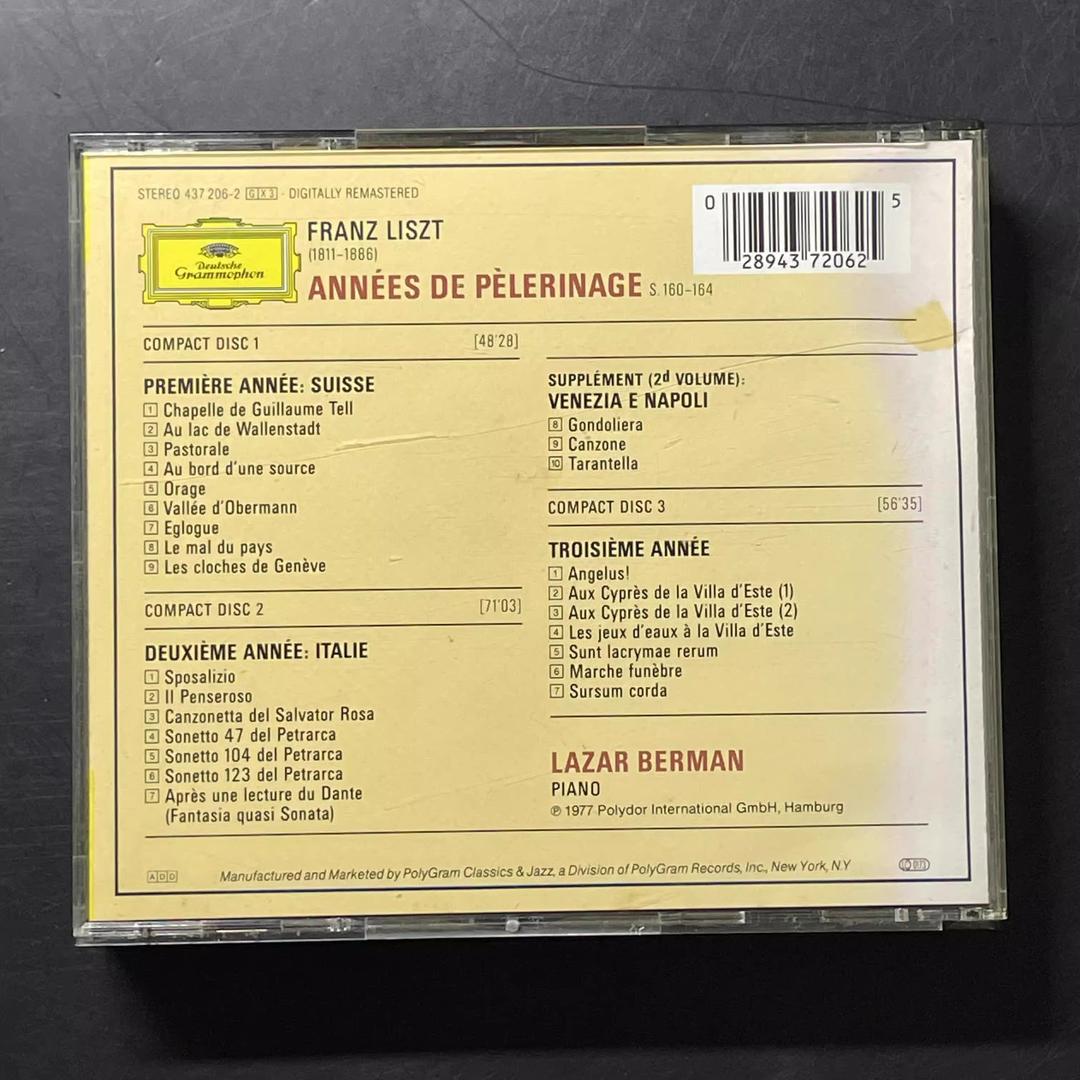 STEREO 437 206-2 GX3 · DIGITALLY REMASTERED
0 28943 72062 5
Deutsche
Grammophon
FRANZ LISZT
(1811–1886)
ANNÉES DE PÈLERINAGE S. 160–164
COMPACT DISC 1 [48'28]
PREMIÈRE ANNÉE: SUISSE
1 Chapelle de Guillaume Tell
2 Au lac de Wallenstadt
3 Pastorale
4 Au bord d'une source
5 Orage
6 Vallée d'Obermann
7 Eglogue
8 Le mal du pays
9 Les cloches de Genève
COMPACT DISC 2 [71'03]
DEUXIÈME ANNÉE: ITALIE
1 Sposalizio
2 Il Penseroso
3 Canzonetta del Salvator Rosa
4 Sonetto 47 del Petrarca
5 Sonetto 104 del Petrarca
6 Sonetto 123 del Petrarca
7 Après une lecture du Dante
(Fantasia quasi Sonata)
SUPPLÉMENT (2d VOLUME):
VENEZIA E NAPOLI
8 Gondoliera
9 Canzone
10 Tarantella
COMPACT DISC 3 [56'35]
TROISIÈME ANNÉE
1 Angelus!
2 Aux Cyprès de la Villa d'Este (1)
3 Aux Cyprès de la Villa d'Este (2)
4 Les jeux d'eaux à la Villa d'Este
5 Sunt lacrymae rerum
6 Marche funèbre
7 Sursum corda
LAZAR BERMAN
PIANO
℗ 1977 Polydor International GmbH, Hamburg
ADD
Manufactured and Marketed by PolyGram Classics & Jazz, a Division of PolyGram Records, Inc., New York, N.Y